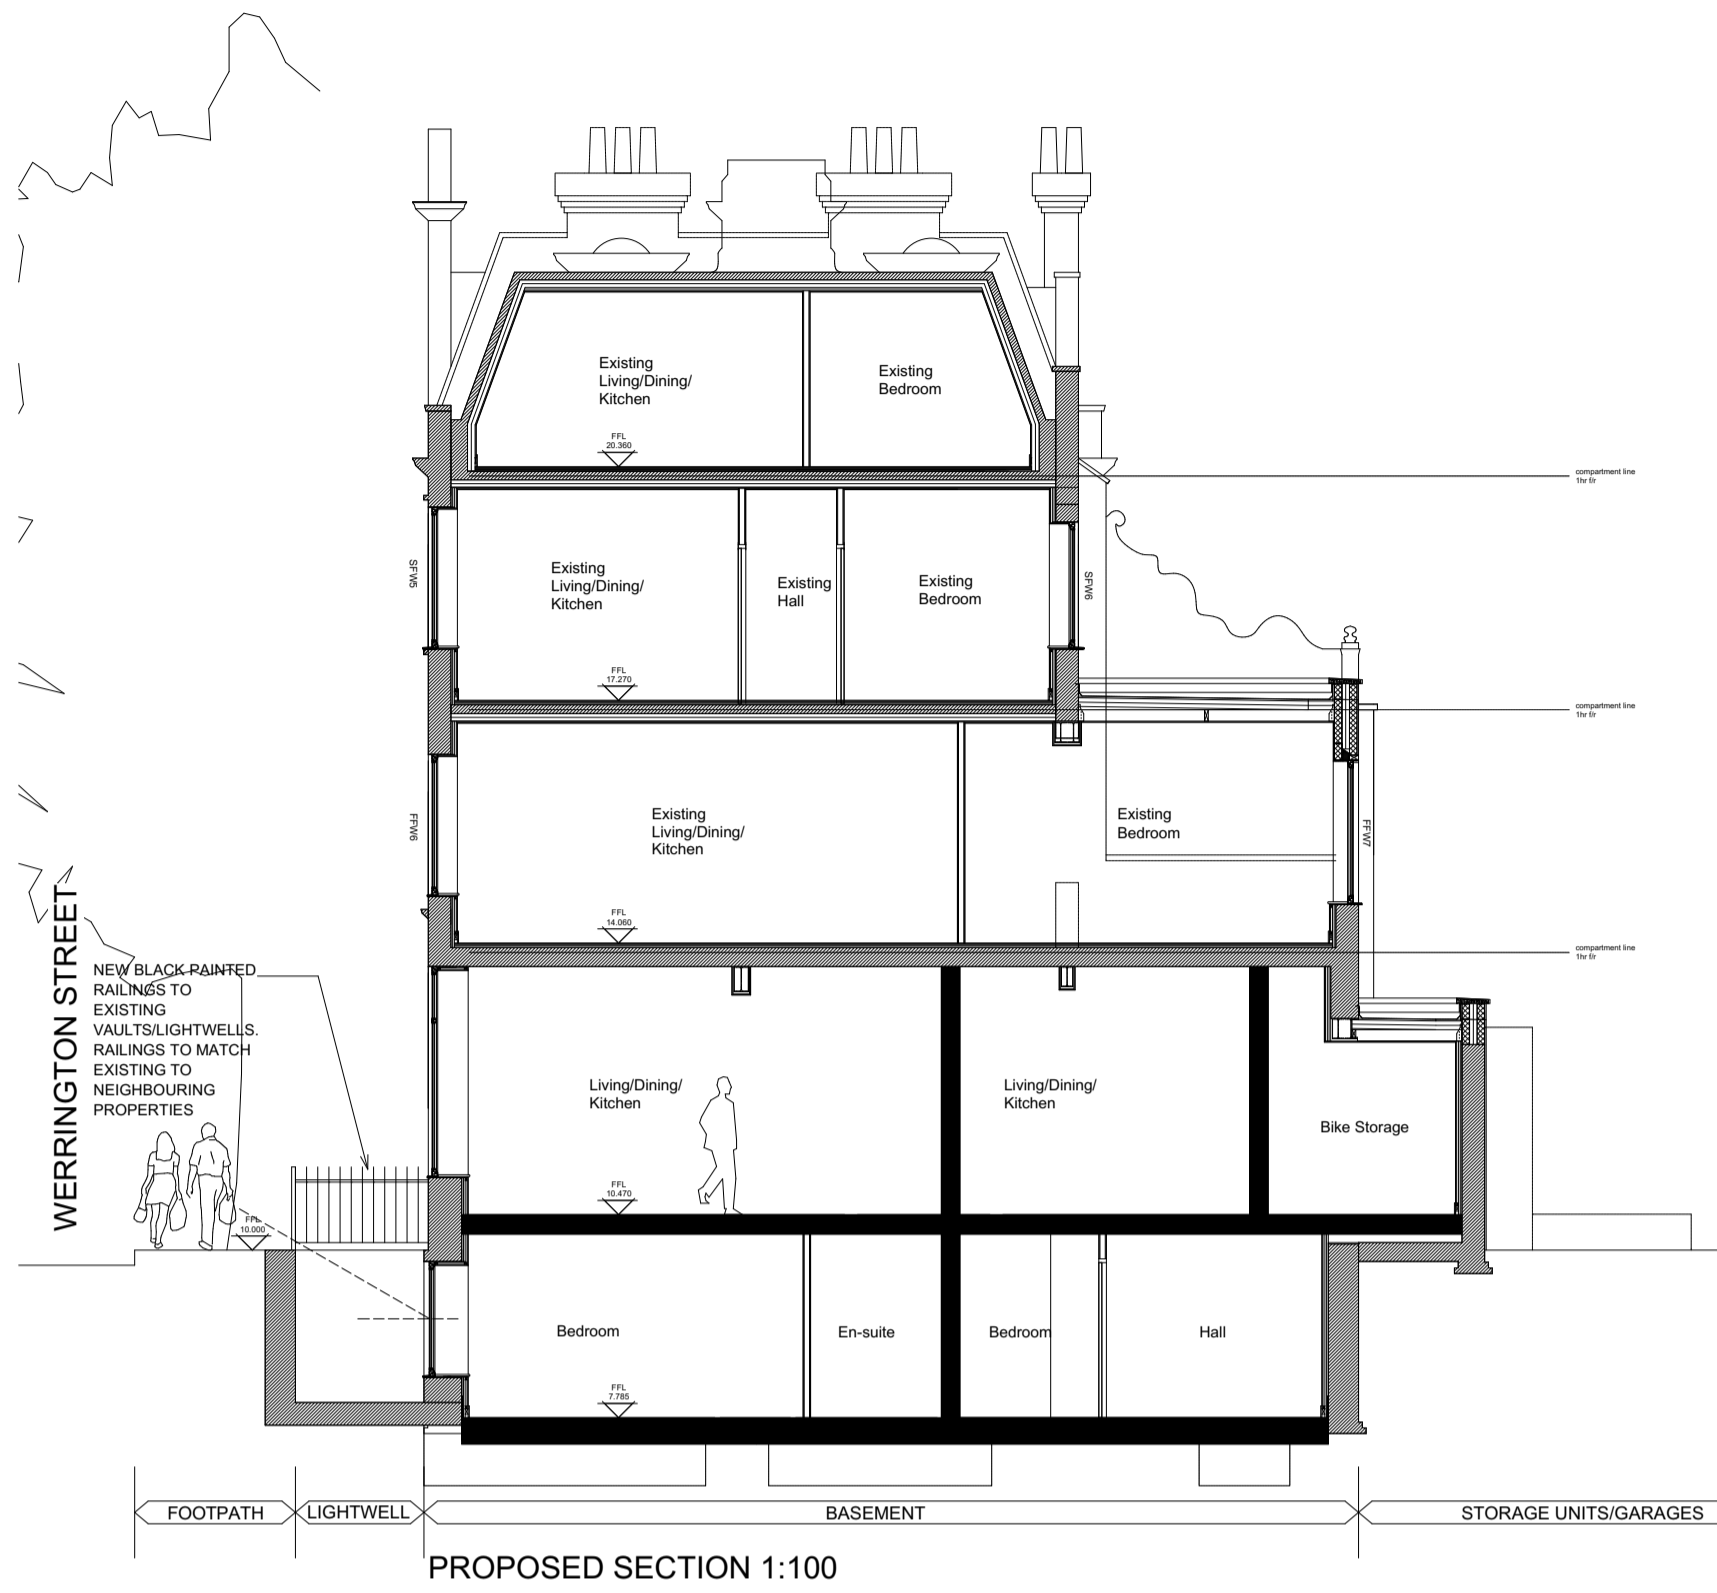 Existing
Living/Dining/
Kitchen
Existing
Bedroom
FFL
20.360
compartment line
1hr f/r
SFW5
Existing
Living/Dining/
Kitchen
Existing
Hall
Existing
Bedroom
SFW6
FFL
17.270
compartment line
1hr f/r
FFW6
Existing
Living/Dining/
Kitchen
Existing
Bedroom
FFW7
FFL
14.060
compartment line
1hr f/r
WERRINGTON STREET
NEW BLACK PAINTED
RAILINGS TO
EXISTING
VAULTS/LIGHTWELLS.
RAILINGS TO MATCH
EXISTING TO
NEIGHBOURING
PROPERTIES
Living/Dining/
Kitchen
Living/Dining/
Kitchen
Bike Storage
FFL
10.470
FFL
10.000
Bedroom
En-suite
Bedroom
Hall
FFL
7.785
FOOTPATH
LIGHTWELL
BASEMENT
STORAGE UNITS/GARAGES
PROPOSED SECTION 1:100